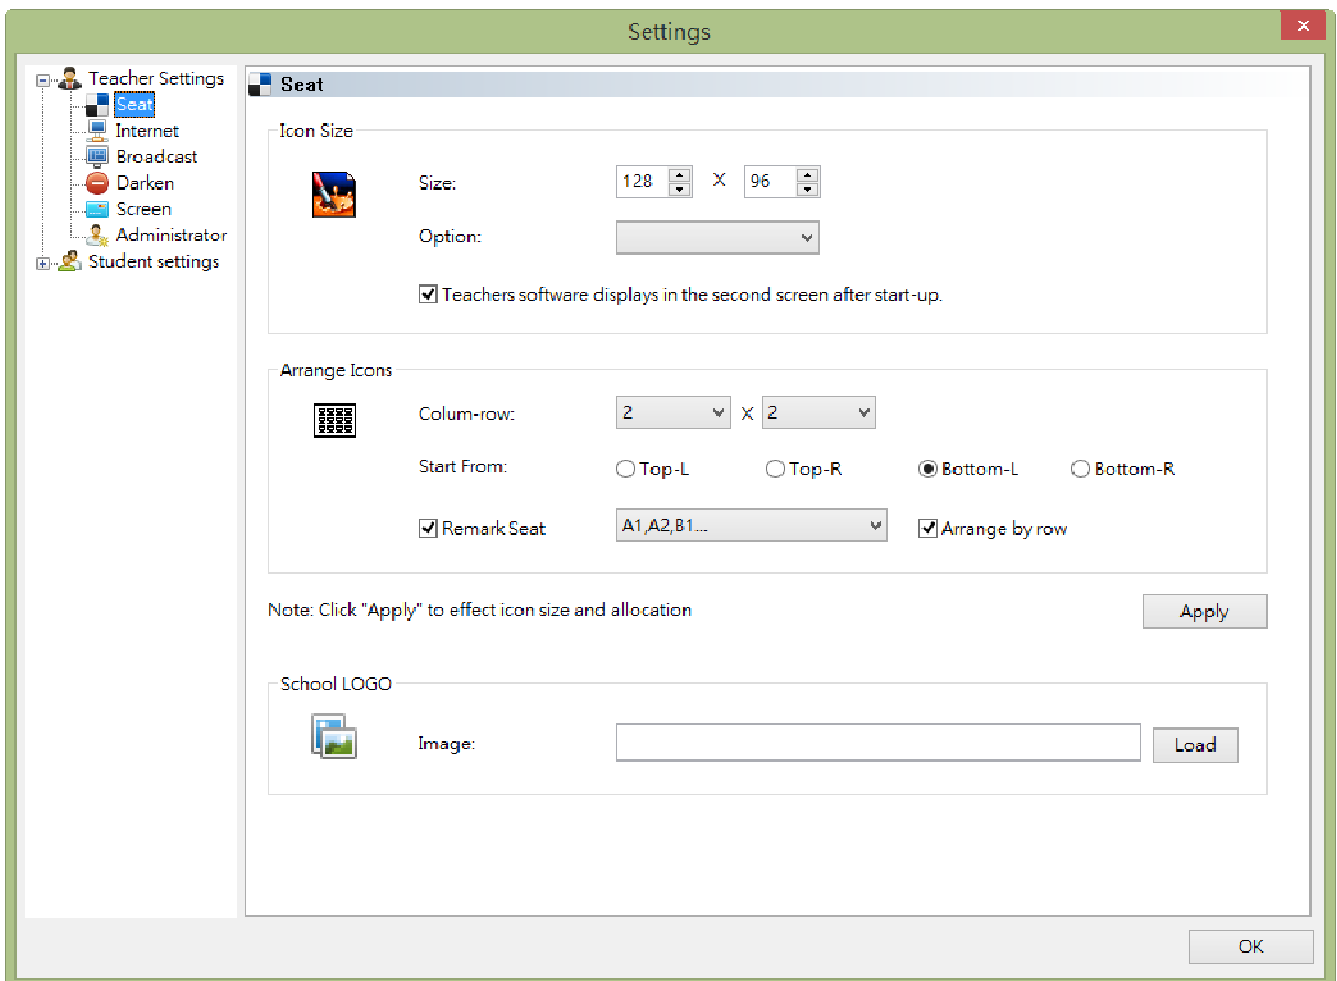 Settings
Teacher Settings
Seat
Internet
Broadcast
Darken
Screen
Administrator
Student settings
Seat
Icon Size
Size: 128 X 96
Option:
Teachers software displays in the second screen after start-up.
Arrange Icons
Colum-row: 2 X 2
Start From: Top-L Top-R Bottom-L Bottom-R
Remark Seat A1,A2,B1... Arrange by row
Note: Click "Apply" to effect icon size and allocation Apply
School LOGO
Image: Load
OK